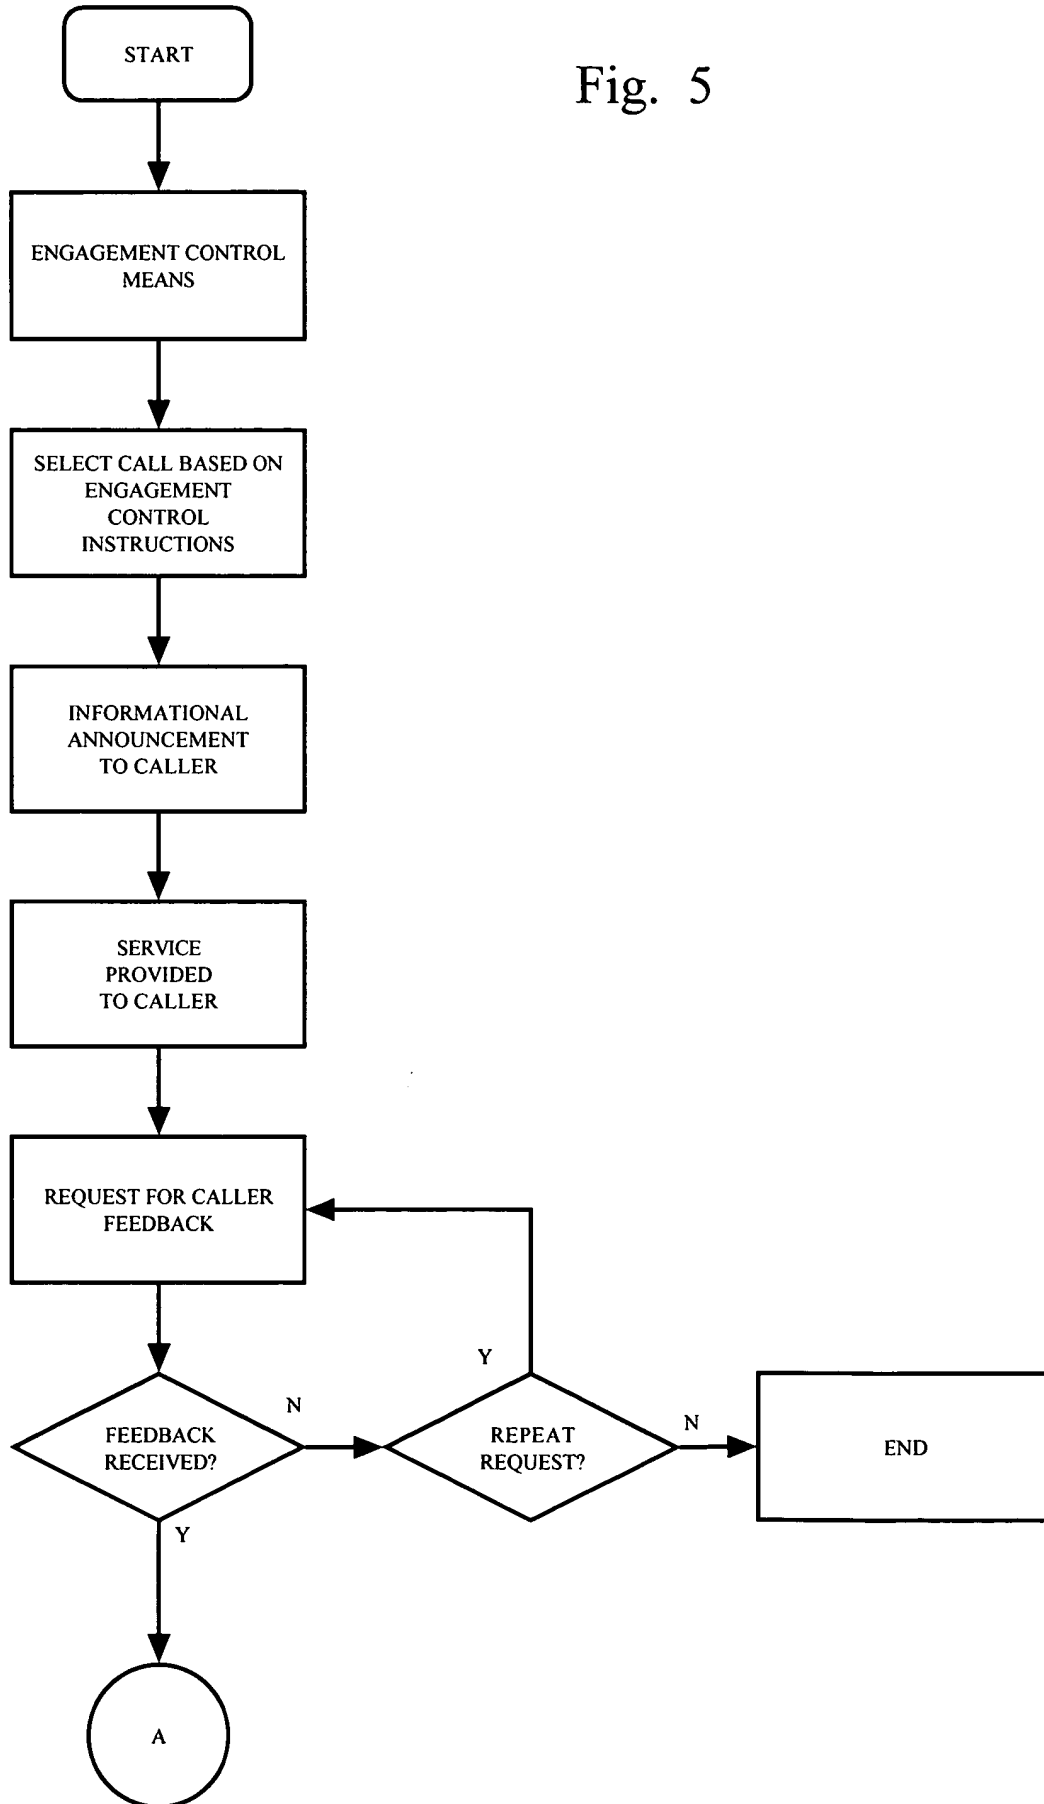 START
Fig. 5
ENGAGEMENT CONTROL
MEANS
SELECT CALL BASED ON
ENGAGEMENT
CONTROL
INSTRUCTIONS
INFORMATIONAL
ANNOUNCEMENT
TO CALLER
SERVICE
PROVIDED
TO CALLER
REQUEST FOR CALLER
FEEDBACK
FEEDBACK
RECEIVED?
N
Y
REPEAT
REQUEST?
Y
N
END
A